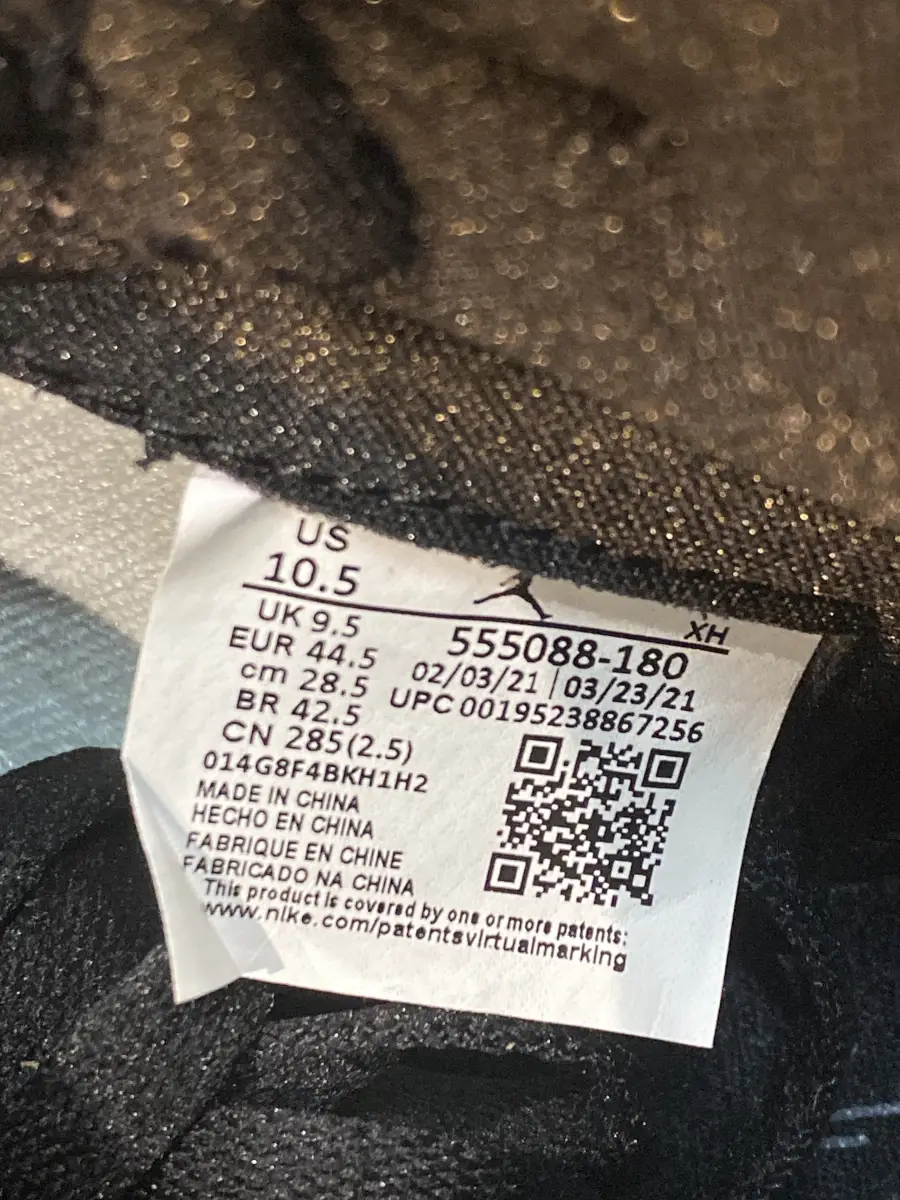 US
10.5
XH
UK 9.5
EUR 44.5
cm 28.5
BR 42.5
CN 285(2.5)
014G8F4BKH1H2
555088-180
02/03/21 | 03/23/21
UPC 00195238867256
MADE IN CHINA
HECHO EN CHINA
FABRIQUE EN CHINE
FABRICADO NA CHINA
This product is covered by one or more patents:
www.nike.com/patentsvirtualmarking